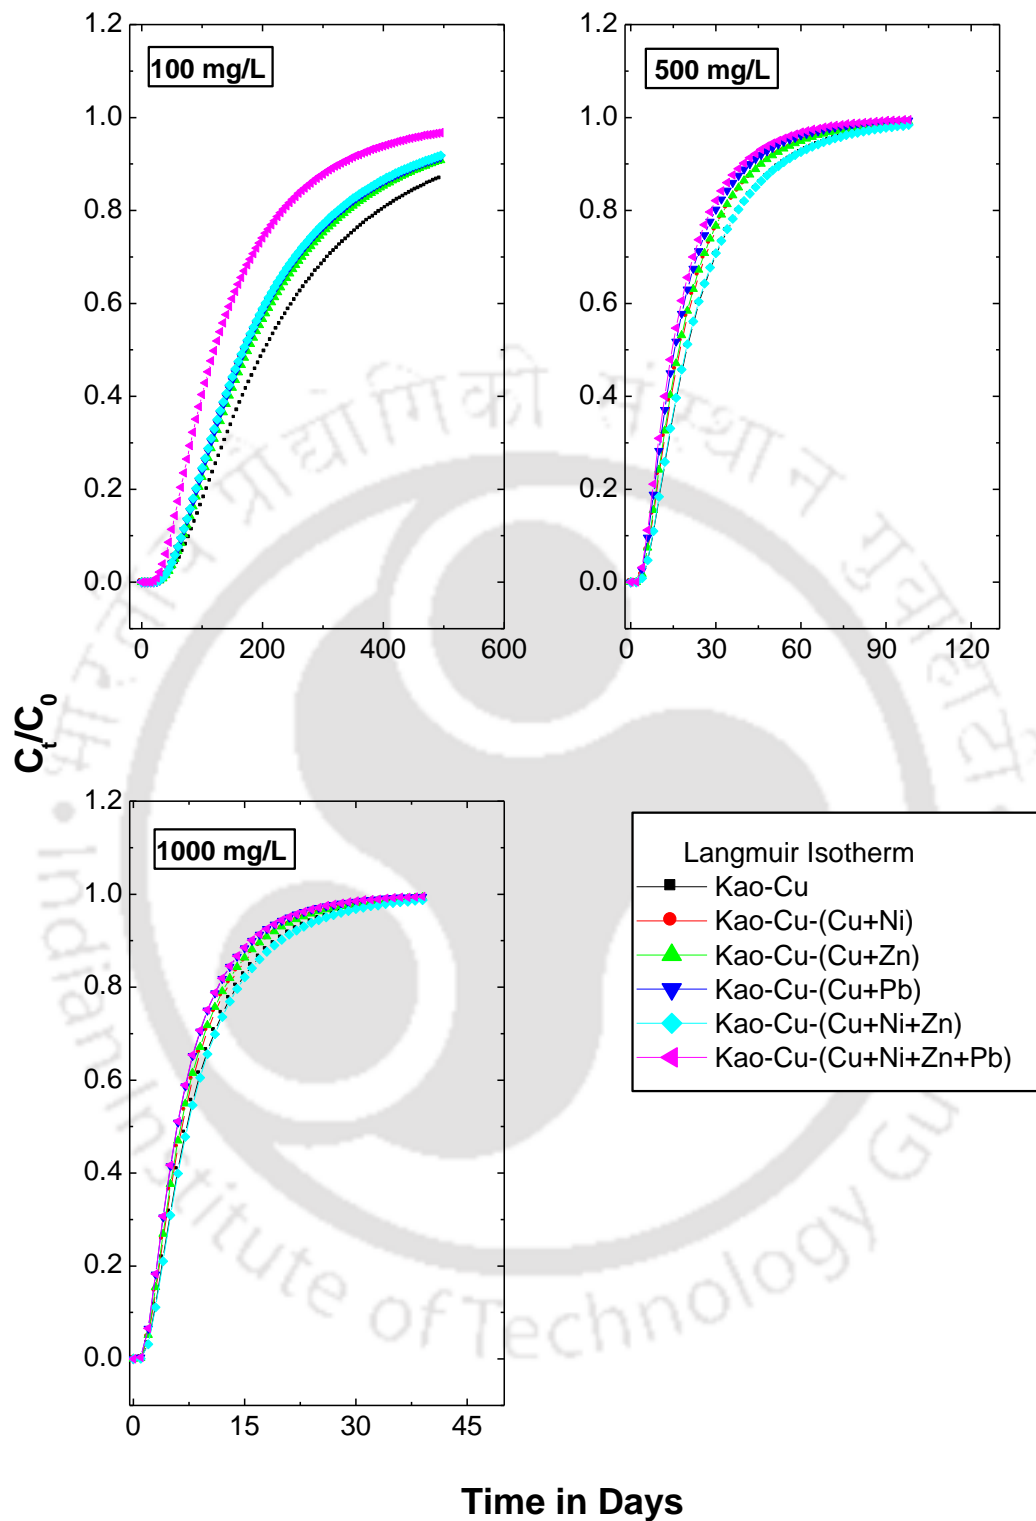 1.2
1.0
0.8
0.6
0.4
0.2
0.0
100 mg/L
0
200
400
600
1.2
1.0
0.8
0.6
0.4
0.2
0.0
500 mg/L
0
30
60
90
120
C_t/C_0
1.2
1.0
0.8
0.6
0.4
0.2
0.0
1000 mg/L
0
15
30
45
Langmuir Isotherm
Kao-Cu
Kao-Cu-(Cu+Ni)
Kao-Cu-(Cu+Zn)
Kao-Cu-(Cu+Pb)
Kao-Cu-(Cu+Ni+Zn)
Kao-Cu-(Cu+Ni+Zn+Pb)
Time in Days
Indian Institute of Technology Gu